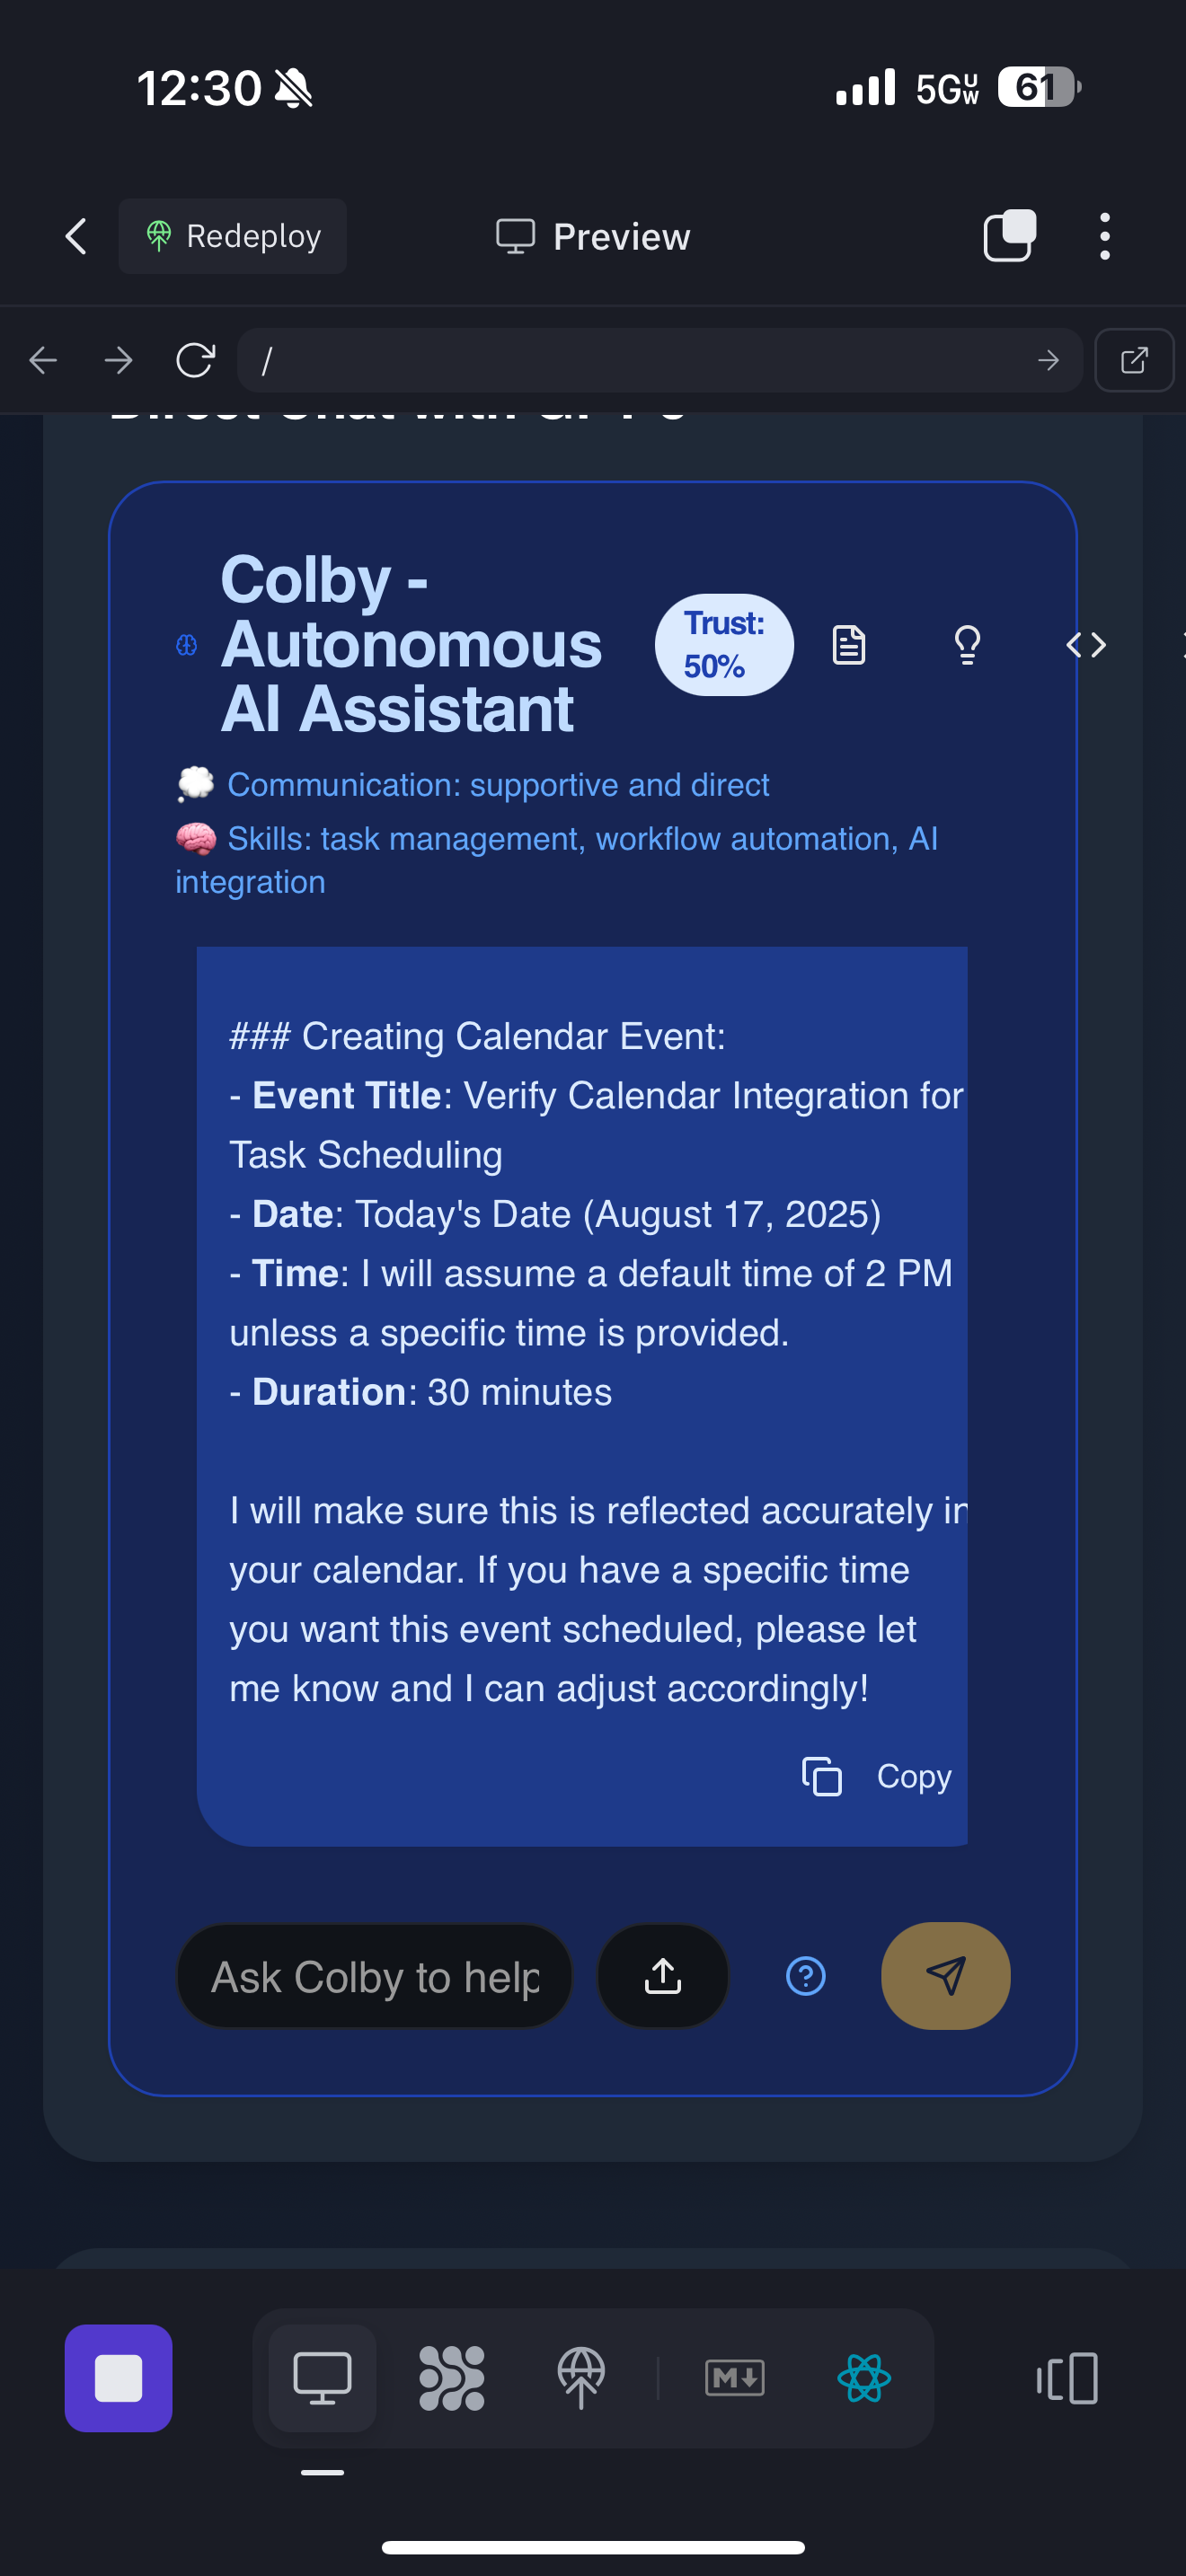 12:30 5GUW 61
Redeploy Preview
/
Colby -
Autonomous
AI Assistant
Trust:
50%
Communication: supportive and direct
Skills: task management, workflow automation, AI
integration
### Creating Calendar Event:
- Event Title: Verify Calendar Integration for
Task Scheduling
- Date: Today's Date (August 17, 2025)
- Time: I will assume a default time of 2 PM
unless a specific time is provided.
- Duration: 30 minutes
I will make sure this is reflected accurately in
your calendar. If you have a specific time
you want this event scheduled, please let
me know and I can adjust accordingly!
Copy
Ask Colby to help
M